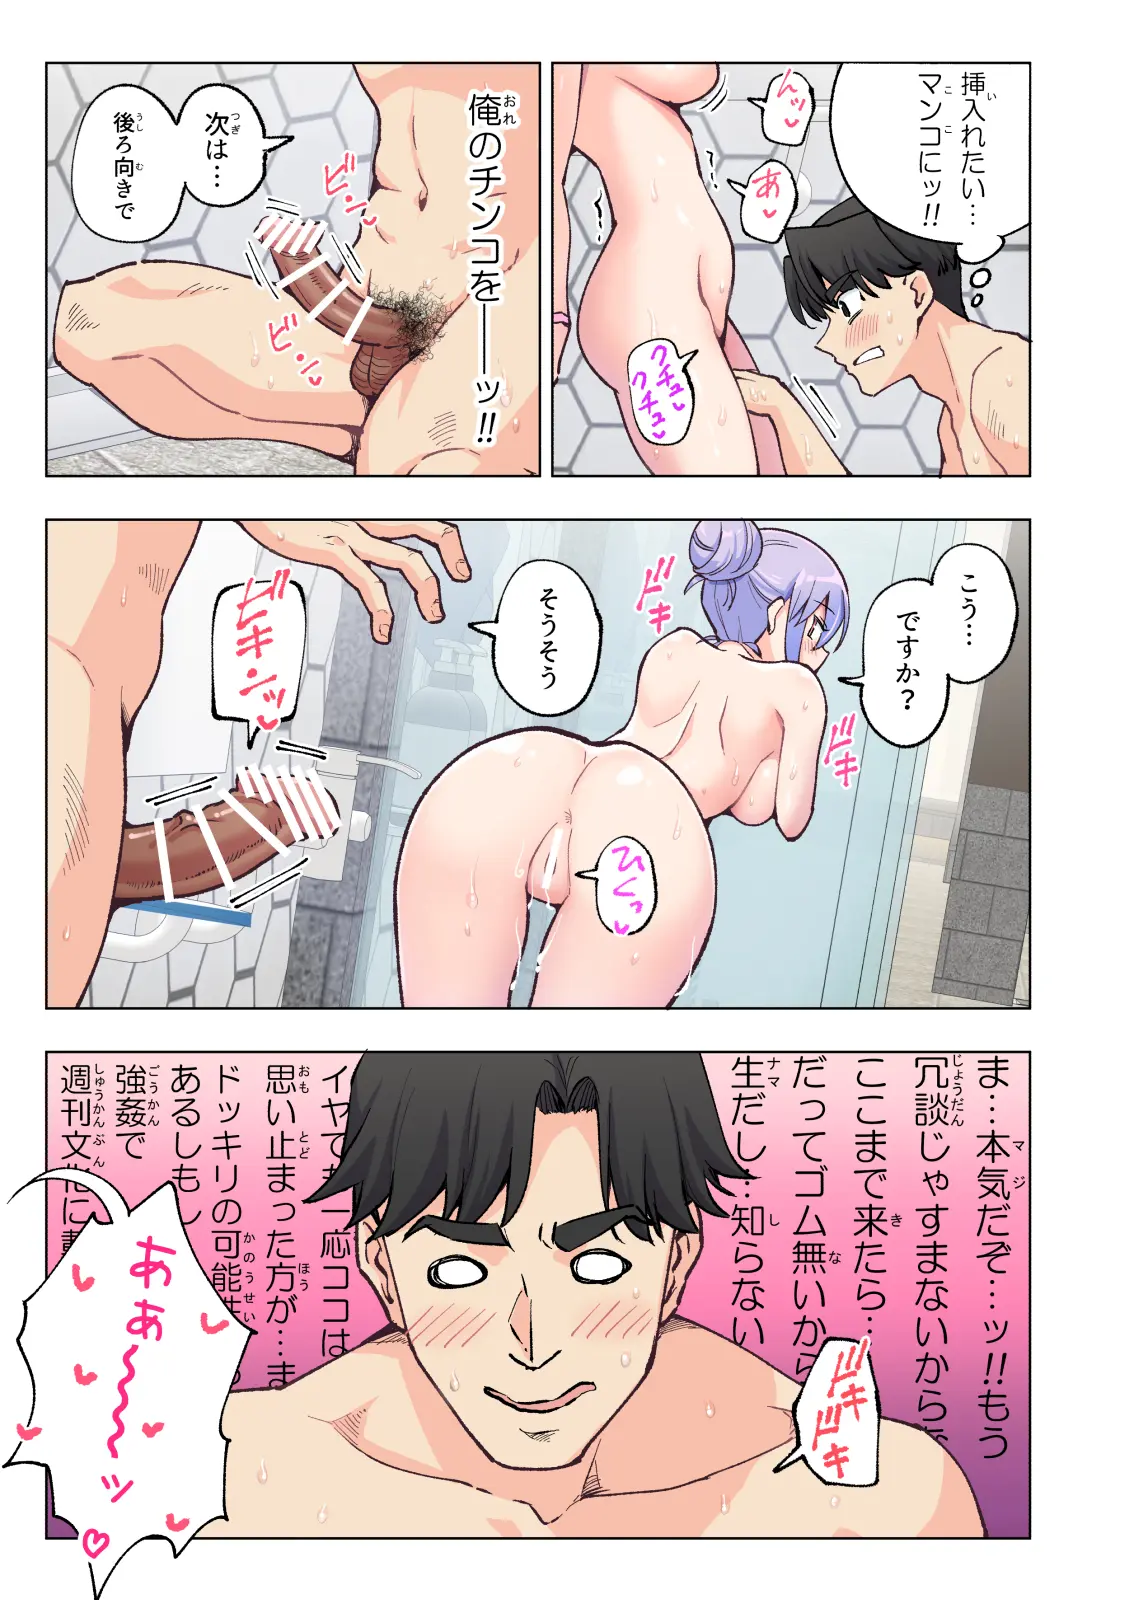 挿入れたい…
マンコにッ!!
んッ
あ
クチュ
クチュ
俺のチンコを――ッ!!
次は…
後ろ向きで
ビンッ
ビンッ
こう…
ですか?
ドキ
ドキ
そうそう
ビキンッ
ひくっ
ま…本気だぞ…ッ!!もう
冗談じゃすまないから
ここまで来たら…
だってゴム無いから
生だし…知らない
イヤでも一応ココは
思い止まった方が…ま
ドッキリの可能性
あるしもし
強姦で
週刊文
ドキ
ドキ
ああ~~~ッ